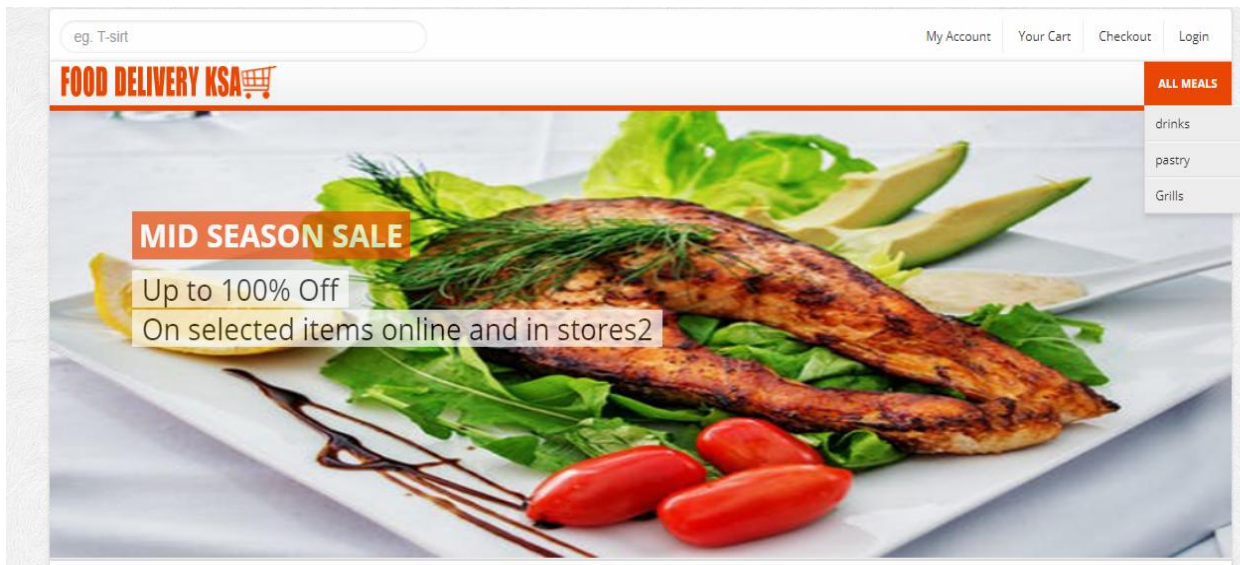 eg. T-sirt
My Account Your Cart Checkout Login
FOOD DELIVERY KSA
ALL MEALS
drinks
pastry
Grills
MID SEASON SALE
Up to 100% Off
On selected items online and in stores2